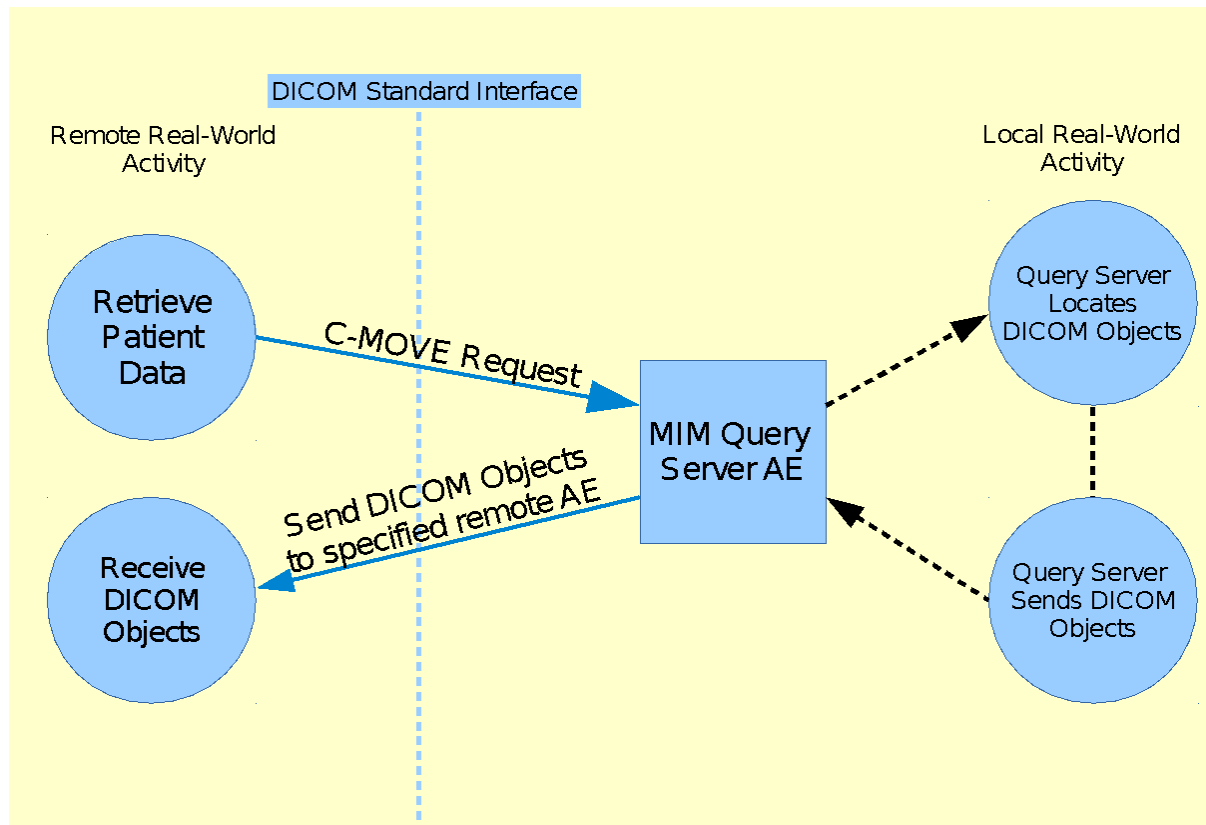 DICOM Standard Interface
Remote Real-World
Activity
Local Real-World
Activity
Retrieve
Patient
Data
C-MOVE Request
Query Server
Locates
DICOM Objects
MIM Query
Server AE
Send DICOM Objects
to specified remote AE
Receive
DICOM
Objects
Query Server
Sends DICOM
Objects